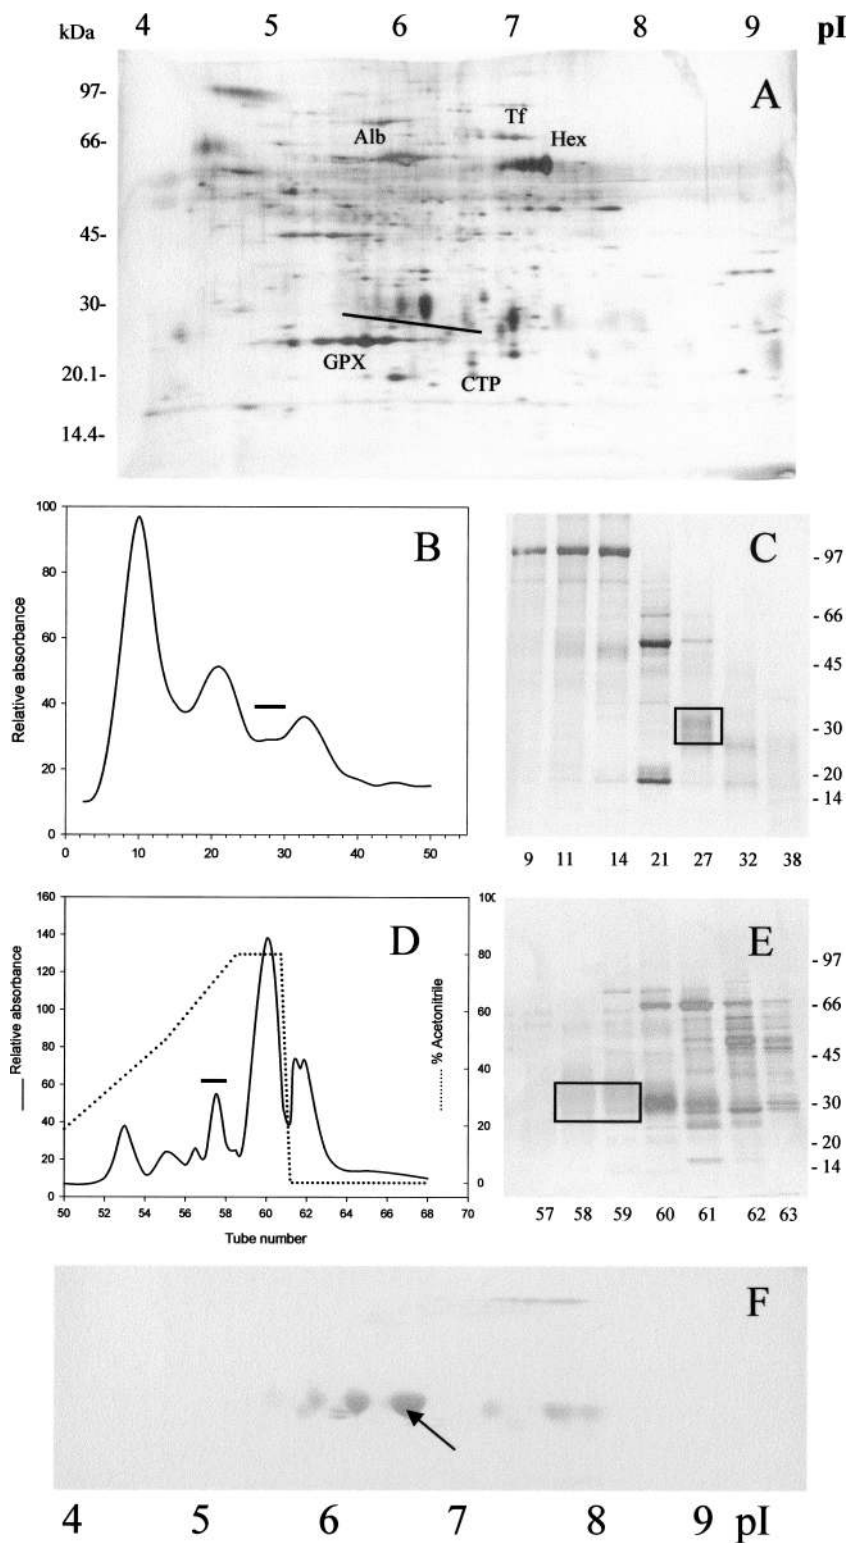 kDa 4 5 6 7 8 9 pI
97- A
Tf
Alb Hex
66-
45-
30-
GPX
20.1- CTP
14.4-
100 B
80
60
40
20
0
Relative absorbance
0 10 20 30 40 50
C
- 97
- 66
- 45
- 30
- 20
- 14
9 11 14 21 27 32 38
160 D
140
120
100
80
60
40
20
0
Relative absorbance
80
60
40
20
0
% Acetonitrile
50 52 54 56 58 60 62 64 66 68 70
Tube number
E
- 97
- 66
- 45
- 30
- 20
- 14
57 58 59 60 61 62 63
F
4 5 6 7 8 9 pI